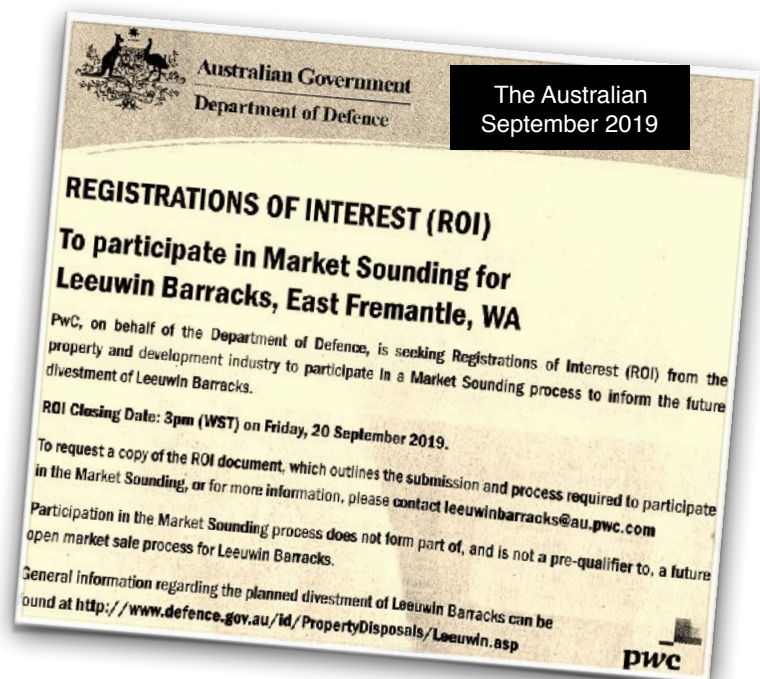 Australian Government
Department of Defence
The Australian
September 2019
REGISTRATIONS OF INTEREST (ROI)
To participate in Market Sounding for
Leeuwin Barracks, East Fremantle, WA
PwC, on behalf of the Department of Defence, is seeking Registrations of Interest (ROI) from the
property and development industry to participate in a Market Sounding process to inform the future
divestment of Leeuwin Barracks.
ROI Closing Date: 3pm (WST) on Friday, 20 September 2019.
To request a copy of the ROI document, which outlines the submission and process required to participate
in the Market Sounding, or for more information, please contact leeuwinbarracks@au.pwc.com
Participation in the Market Sounding process does not form part of, and is not a pre-qualifier to, a future
open market sale process for Leeuwin Barracks.
General information regarding the planned divestment of Leeuwin Barracks can be
ound at http://www.defence.gov.au/id/PropertyDisposals/Leeuwin.asp
pwc